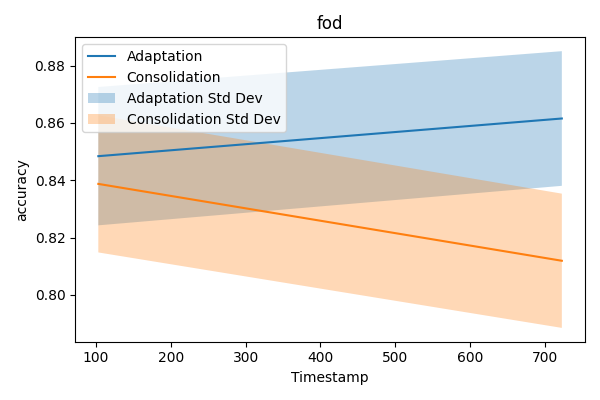 fod
Adaptation
Consolidation
Adaptation Std Dev
Consolidation Std Dev
accuracy
0.88
0.86
0.84
0.82
0.80
100 200 300 400 500 600 700
Timestamp